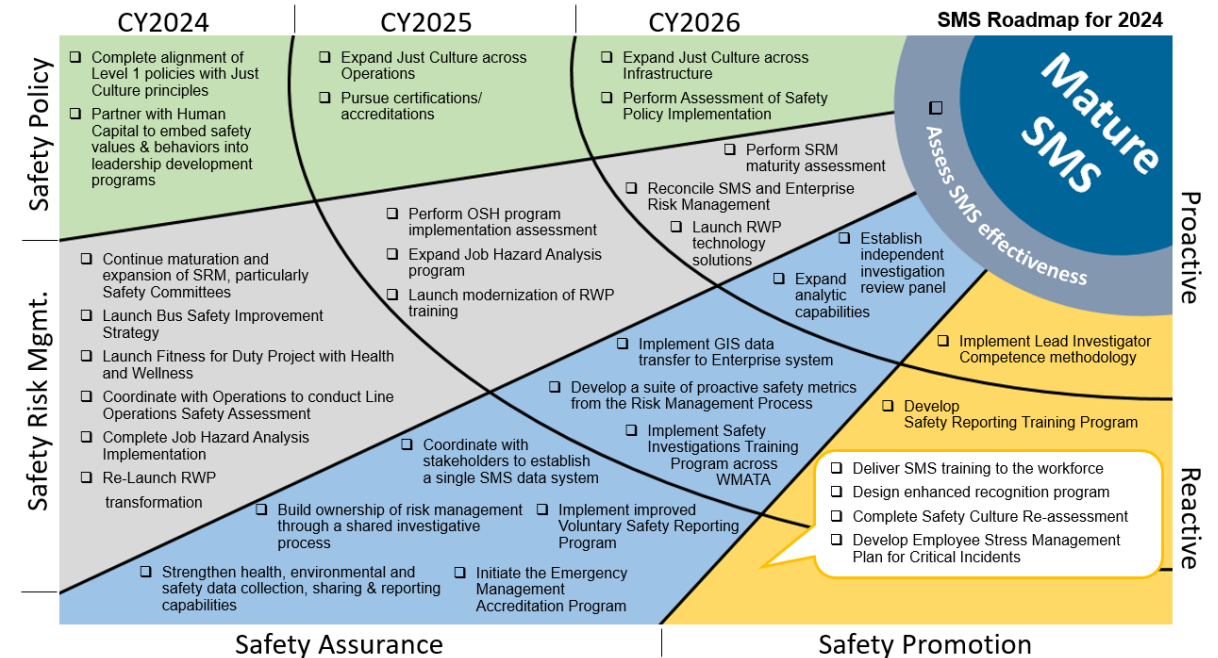 CY2024
CY2025
CY2026
SMS Roadmap for 2024
Safety Policy
Complete alignment of
Level 1 policies with Just
Culture principles
Partner with Human
Capital to embed safety
values & behaviors into
leadership development
programs
Expand Just Culture across
Operations
Pursue certifications/
accreditations
Expand Just Culture across
Infrastructure
Perform Assessment of Safety
Policy Implementation
Mature
SMS
Assess SMS effectiveness
Proactive
Reactive
Safety Risk Mgmt.
Continue maturation and
expansion of SRM, particularly
Safety Committees
Launch Bus Safety Improvement
Strategy
Launch Fitness for Duty Project with Health
and Wellness
Coordinate with Operations to conduct Line
Operations Safety Assessment
Complete Job Hazard Analysis
Implementation
Re-Launch RWP
transformation
Perform OSH program
implementation assessment
Expand Job Hazard Analysis
program
Launch modernization of RWP
training
Perform SRM
maturity assessment
Reconcile SMS and Enterprise
Risk Management
Launch RWP
technology
solutions
Establish
independent
investigation
review panel
Expand
analytic
capabilities
Implement GIS data
transfer to Enterprise system
Develop a suite of proactive safety metrics
from the Risk Management Process
Implement Safety
Investigations Training
Program across
WMATA
Coordinate with
stakeholders to establish
a single SMS data system
Build ownership of risk management
through a shared investigative
process
Implement improved
Voluntary Safety Reporting
Program
Strengthen health, environmental and
safety data collection, sharing & reporting
capabilities
Initiate the Emergency
Management
Accreditation Program
Implement Lead Investigator
Competence methodology
Develop
Safety Reporting Training Program
Deliver SMS training to the workforce
Design enhanced recognition program
Complete Safety Culture Re-assessment
Develop Employee Stress Management
Plan for Critical Incidents
Safety Assurance
Safety Promotion